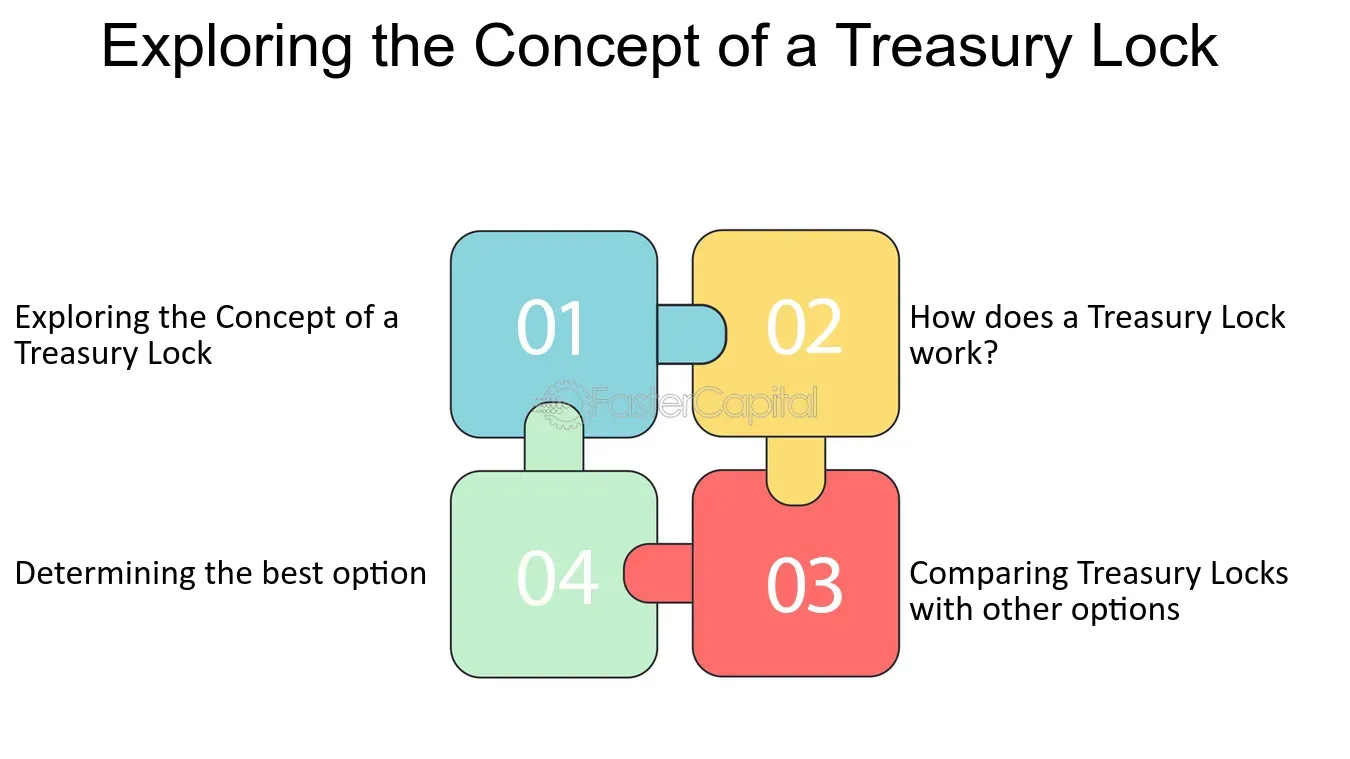 Exploring the Concept of a Treasury Lock
Exploring the Concept of a
Treasury Lock
01
02
How does a Treasury Lock
work?
FasterCapital
Determining the best option
04
03
Comparing Treasury Locks
with other options